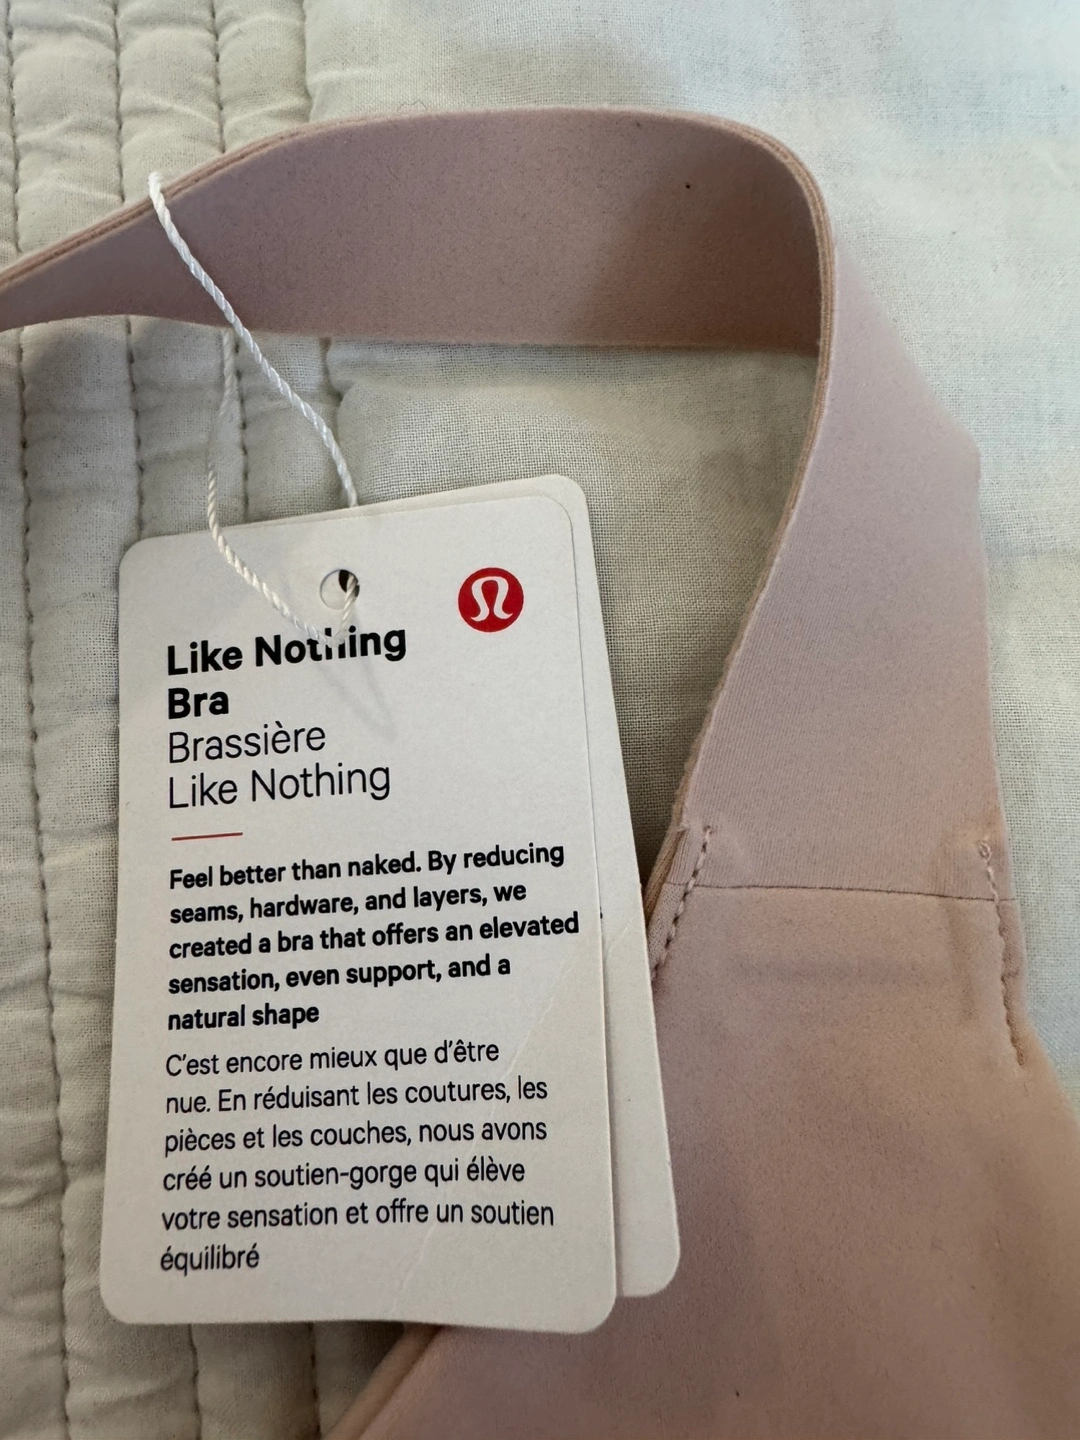 Like Nothing
Bra
Brassière
Like Nothing
Feel better than naked. By reducing
seams, hardware, and layers, we
created a bra that offers an elevated
sensation, even support, and a
natural shape
C'est encore mieux que d'être
nue. En réduisant les coutures, les
pièces et les couches, nous avons
créé un soutien-gorge qui élève
votre sensation et offre un soutien
équilibré